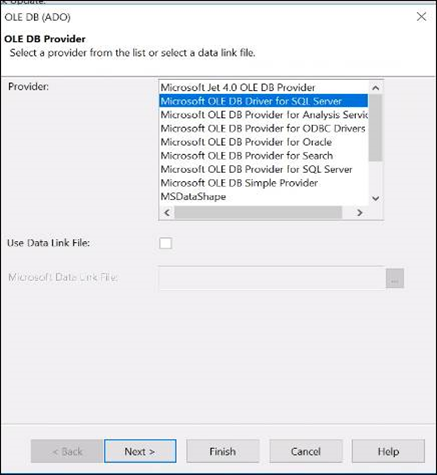 Update.
OLE DB (ADO)
OLE DB Provider
Select a provider from the list or select a data link file.
Provider:
Microsoft Jet 4.0 OLE DB Provider
Microsoft OLE DB Driver for SQL Server
Microsoft OLE DB Provider for Analysis Servic
Microsoft OLE DB Provider for ODBC Drivers
Microsoft OLE DB Provider for Oracle
Microsoft OLE DB Provider for Search
Microsoft OLE DB Provider for SQL Server
Microsoft OLE DB Simple Provider
MSDataShape
Use Data Link File:
Microsoft Data Link File:
...
< Back
Next >
Finish
Cancel
Help